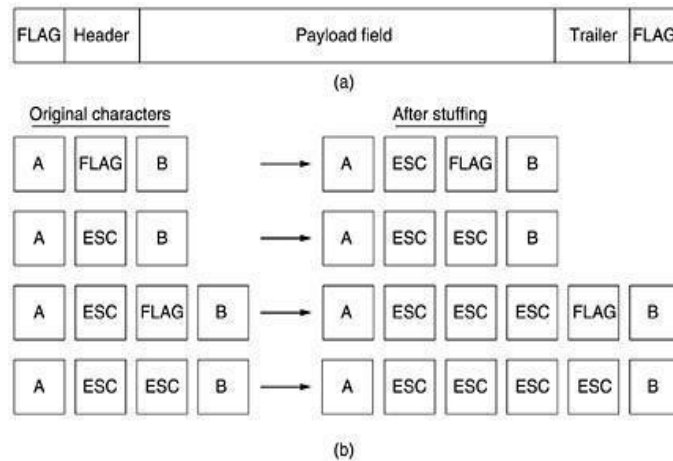 FLAG Header Payload field Trailer FLAG
(a)
Original characters After stuffing
A FLAG B A ESC FLAG B
A ESC B A ESC ESC B
A ESC FLAG B A ESC ESC ESC FLAG B
A ESC ESC B A ESC ESC ESC ESC B
(b)